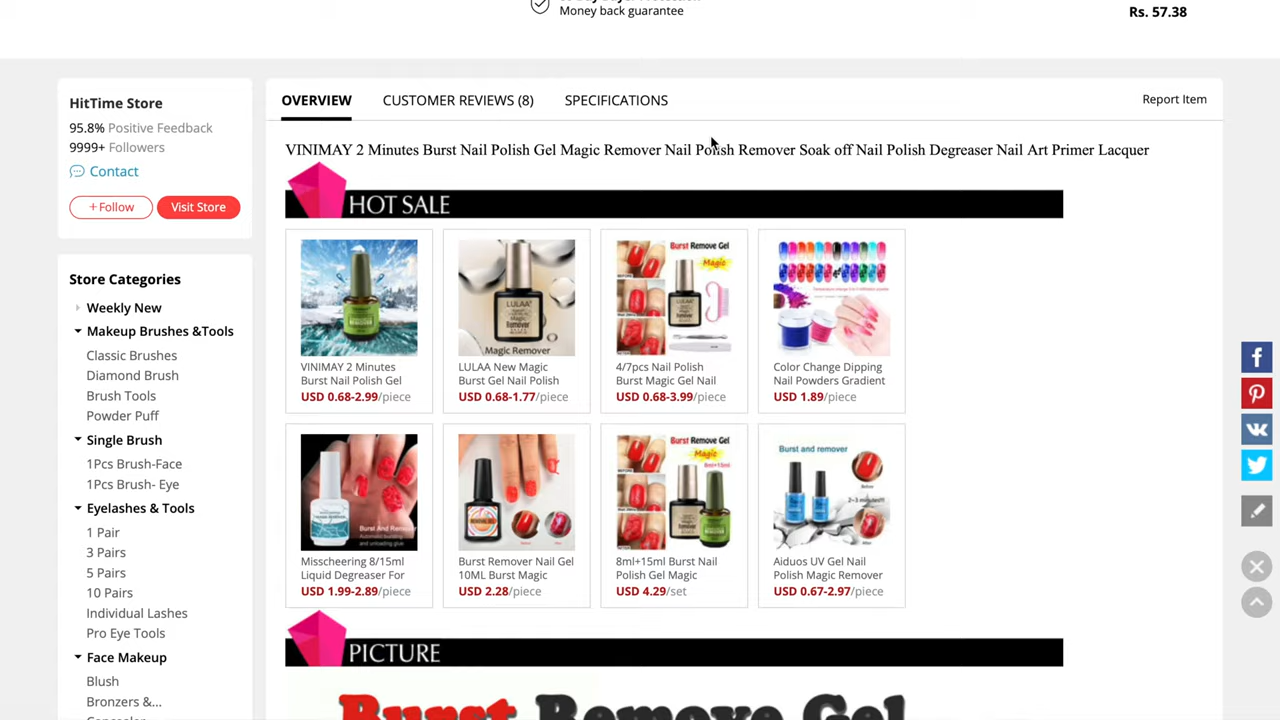 Money back guarantee
Rs. 57.38
HitTime Store
95.8% Positive Feedback
9999+ Followers
Contact
+ Follow
Visit Store
Store Categories
Weekly New
Makeup Brushes &Tools
Classic Brushes
Diamond Brush
Brush Tools
Powder Puff
Single Brush
1Pcs Brush-Face
1Pcs Brush- Eye
Eyelashes & Tools
1 Pair
3 Pairs
5 Pairs
10 Pairs
Individual Lashes
Pro Eye Tools
Face Makeup
Blush
Bronzers &...
OVERVIEW
CUSTOMER REVIEWS (8)
SPECIFICATIONS
Report Item
VINIMAY 2 Minutes Burst Nail Polish Gel Magic Remover Nail Polish Remover Soak off Nail Polish Degreaser Nail Art Primer Lacquer
HOT SALE
VINIMAY 2 Minutes
Burst Nail Polish Gel
USD 0.68-2.99/piece
LULAA
Magic Remover
LULAA New Magic
Burst Gel Nail Polish
USD 0.68-1.77/piece
Burst Remove Gel
Magic
4/7pcs Nail Polish
Burst Magic Gel Nail
USD 0.68-3.99/piece
Color Change Dipping
Nail Powders Gradient
USD 1.89/piece
Misscheering 8/15ml
Liquid Degreaser For
USD 1.99-2.89/piece
Burst Remover Nail Gel
10ML Burst Magic
USD 2.28/piece
Burst Remove Gel
Magic
8ml+15ml Burst Nail
Polish Gel Magic
USD 4.29/set
Burst and remover
Aiduos UV Gel Nail
Polish Magic Remover
USD 0.67-2.97/piece
PICTURE
Burst Remove Gel